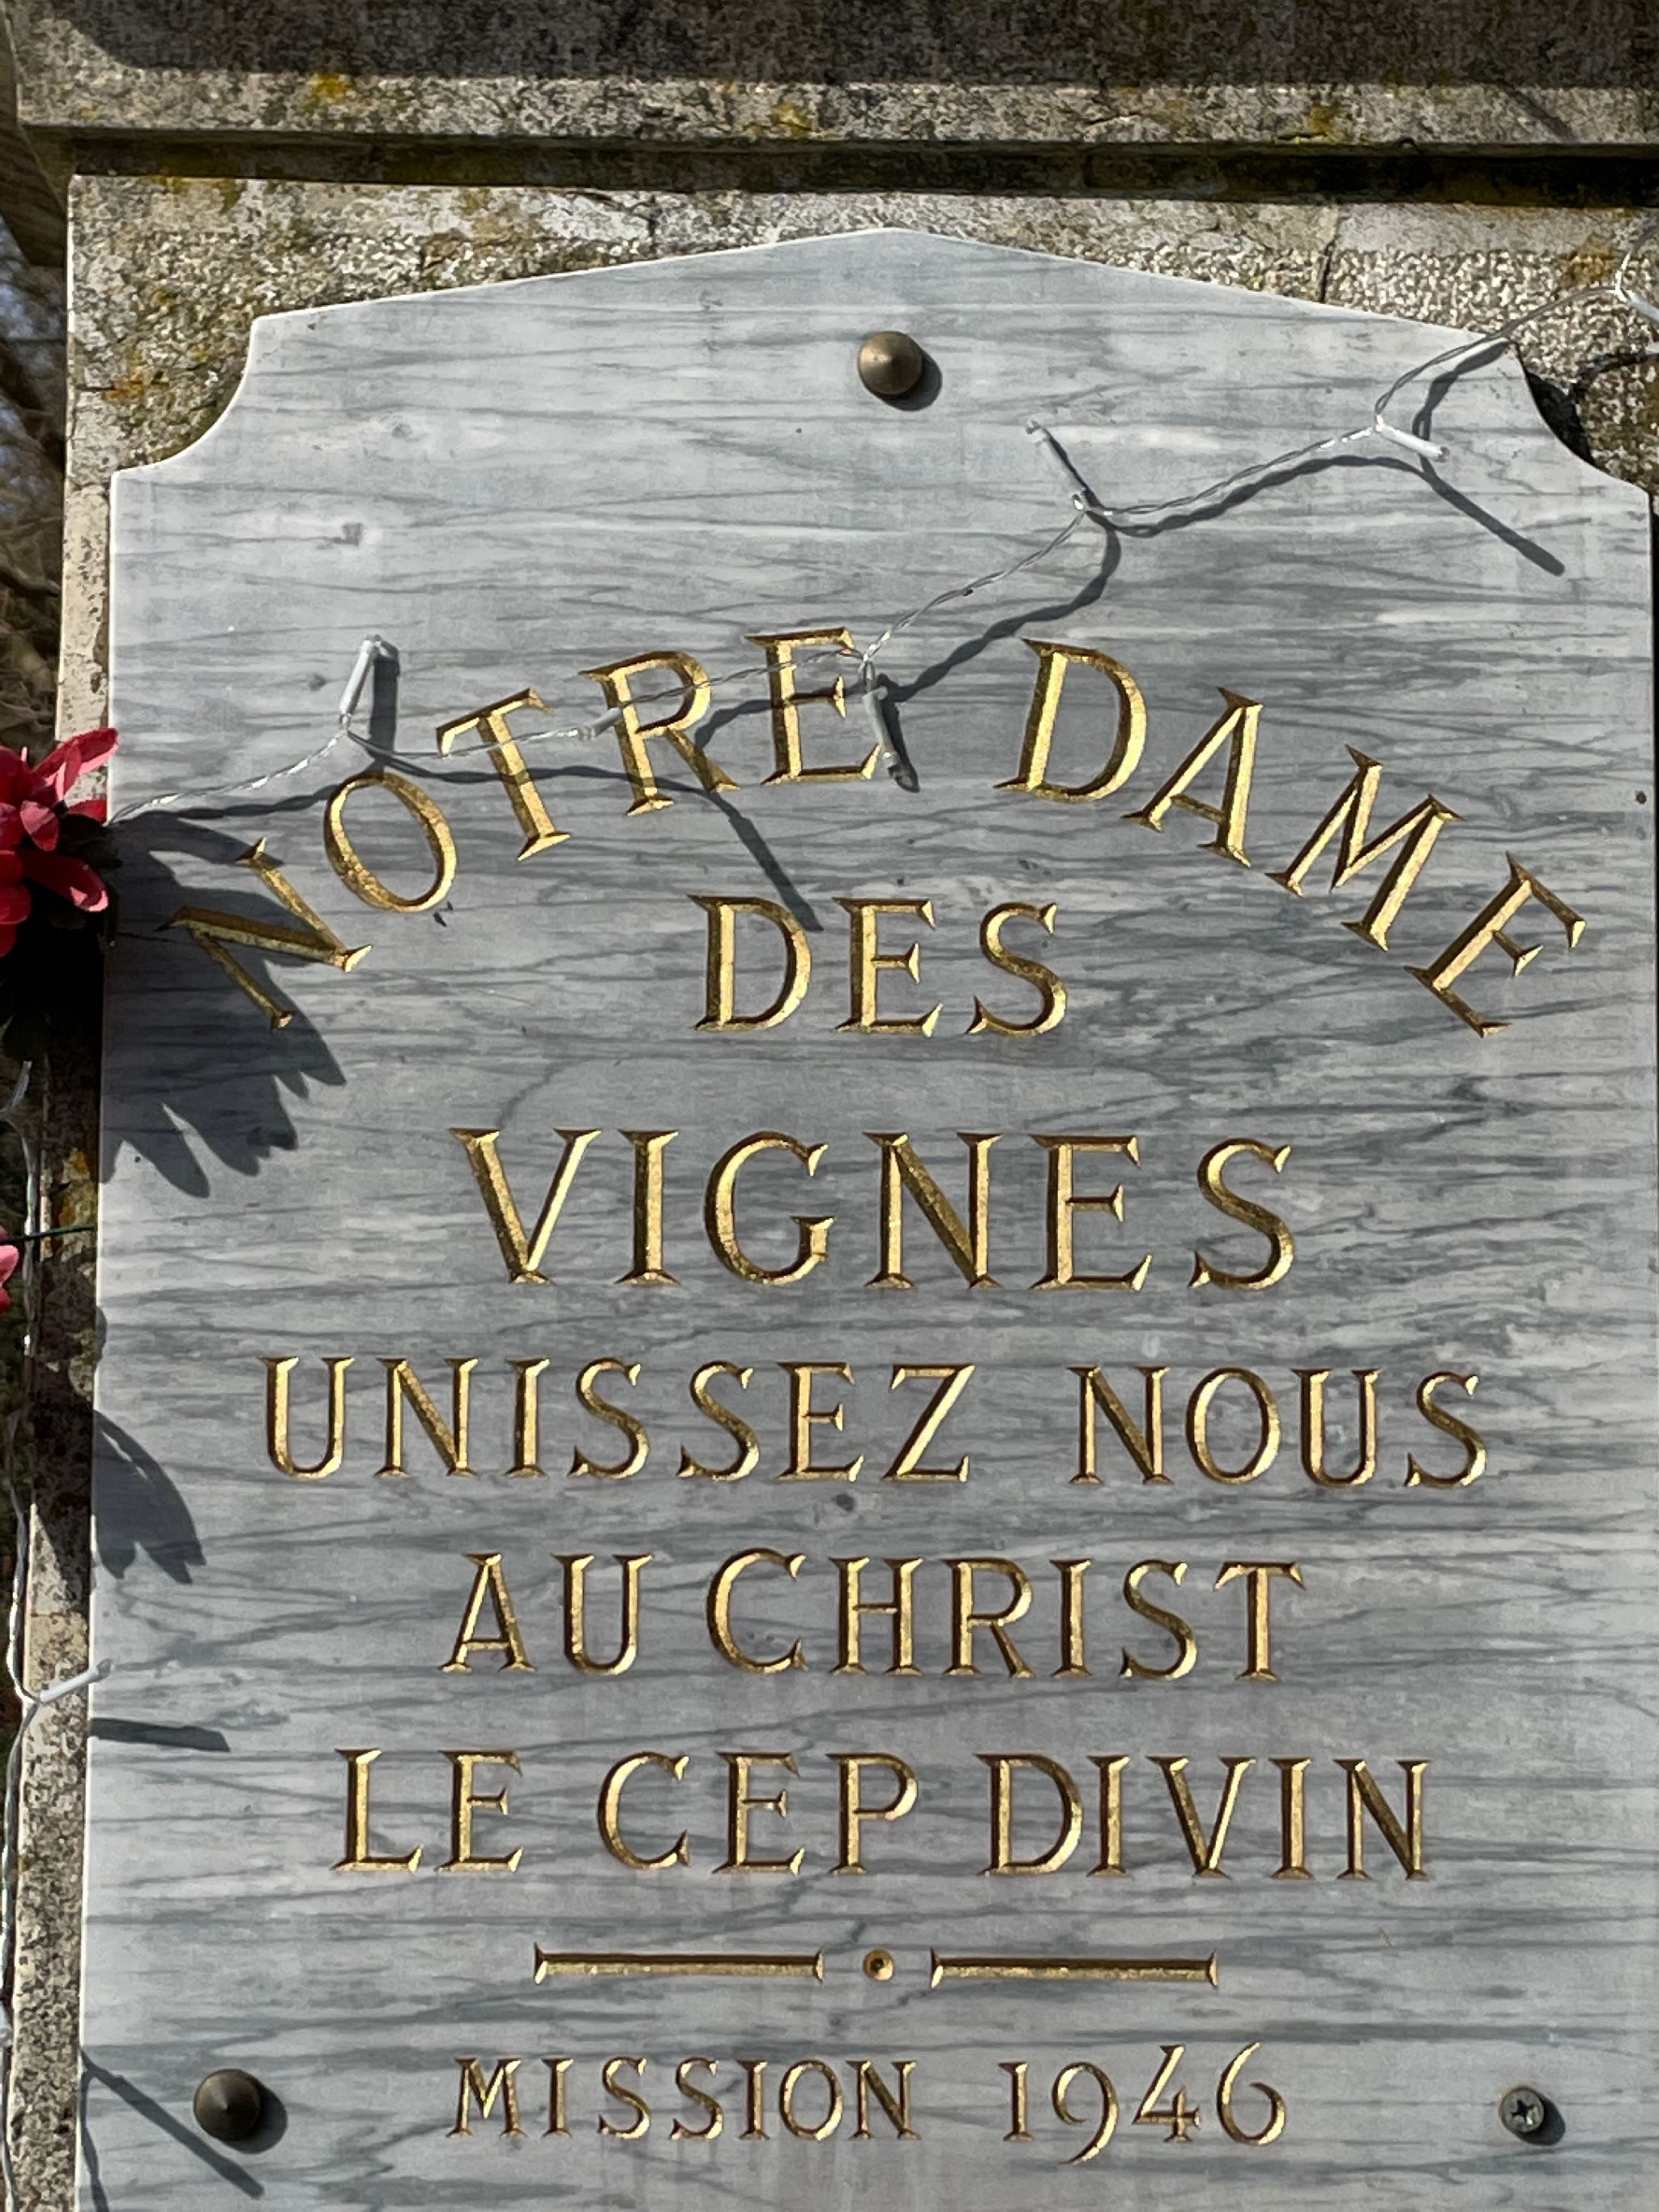 NOTRE DAME
DES
VIGNES
UNISSEZ NOUS
AU CHRIST
LE CEP DIVIN
MISSION 1946